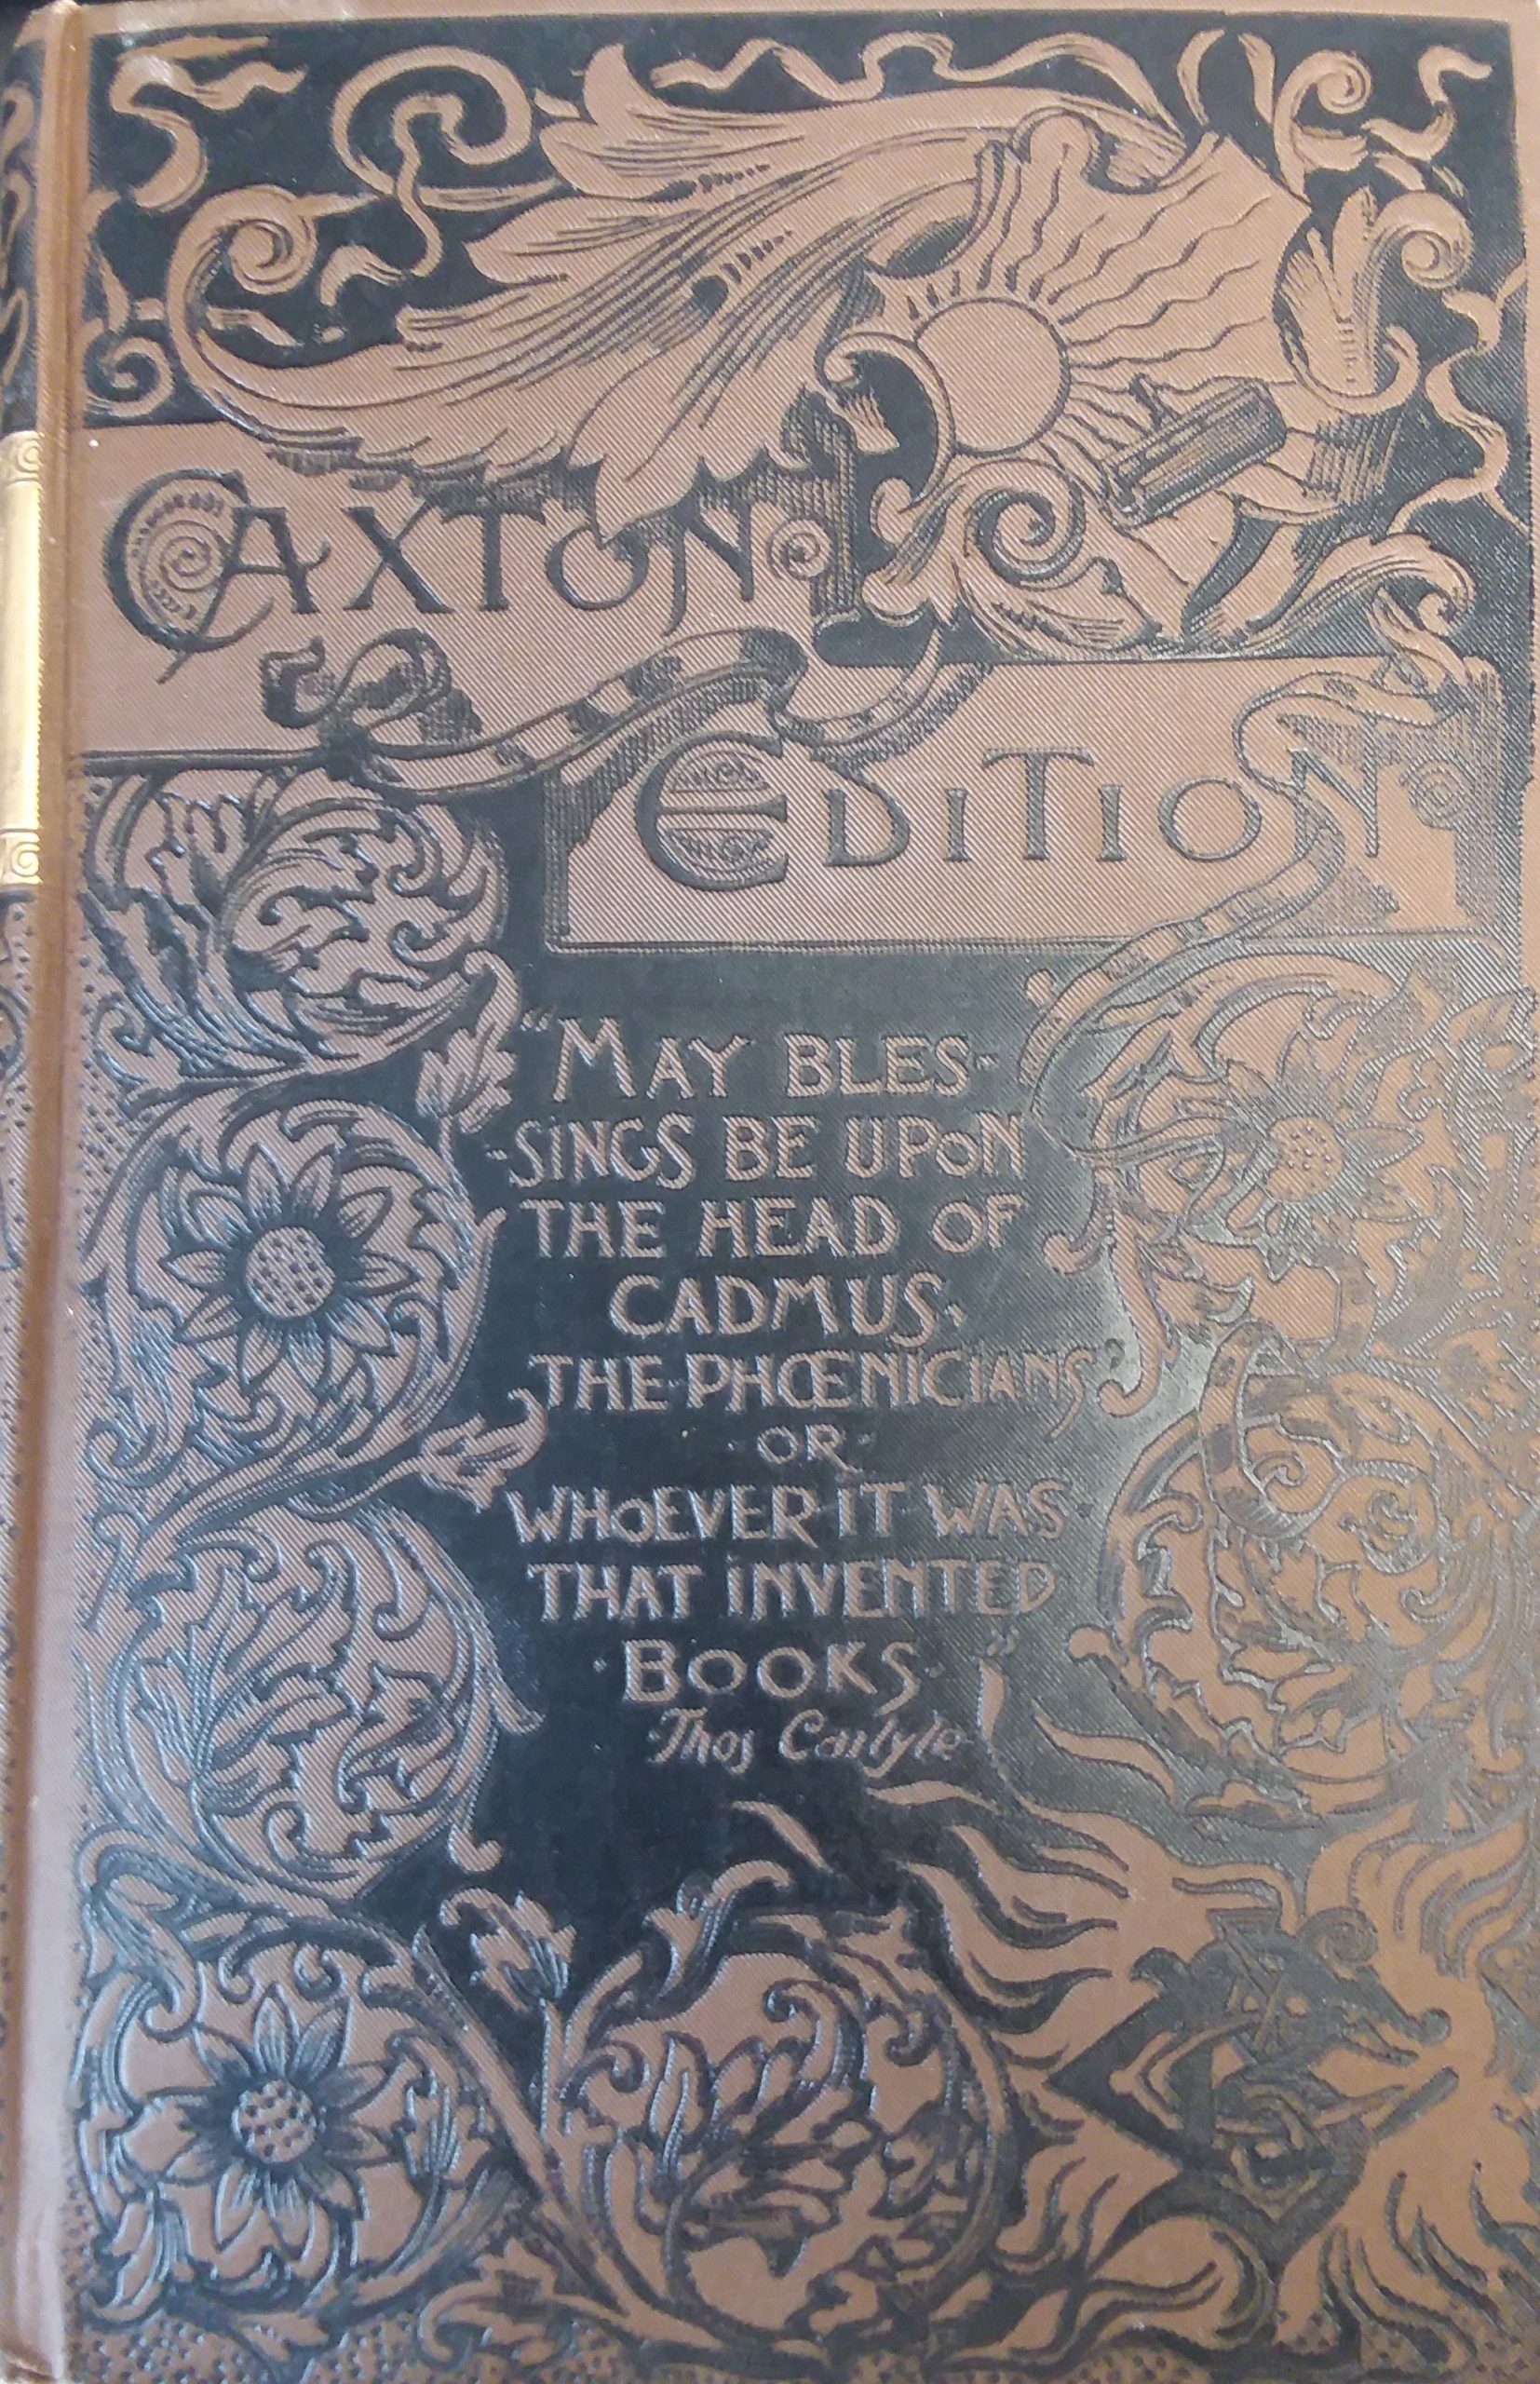 CAXTON
EDITION
"MAY BLES-
-SINGS BE UPON
THE HEAD OF
CADMUS,
THE PHŒNICIANS
·OR·
WHOEVER IT WAS
THAT INVENTED
·BOOKS·"
Thos Carlyle